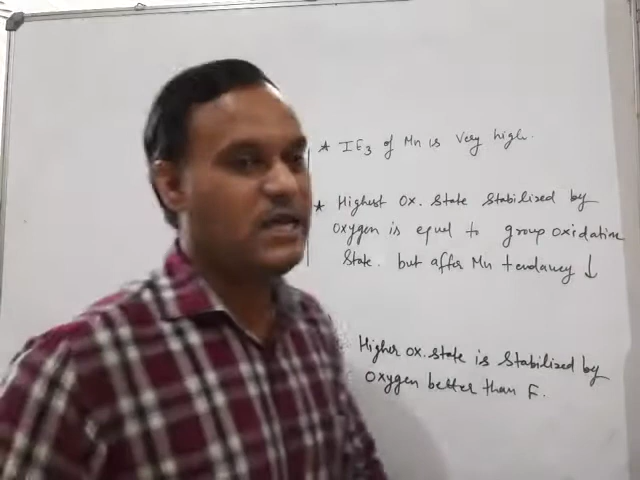 * IE3 of Mn is very high.
* Highest Ox. state stabilized by
Oxygen is equal to group oxidation
state. but after Mn tendancy ↓
Higher ox. state is stabilized by
Oxygen better than F.